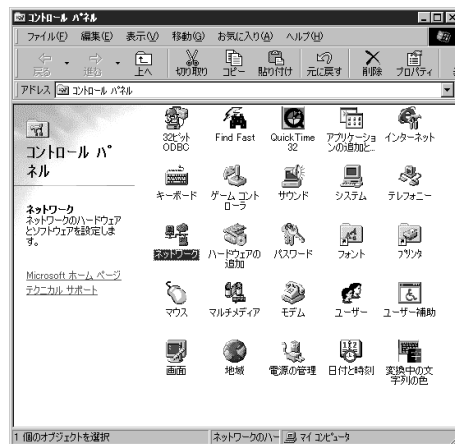 コントロール パネル
ファイル(F) 編集(E) 表示(V) 移動(G) お気に入り(A) ヘルプ(H)
戻る 進む 上へ 切り取り コピー 貼り付け 元に戻す 削除 プロパティ
アドレス コントロール パネル
コントロール パ
ネル
ネットワーク
ネットワークのハードウェア
とソフトウェアを設定しま
す。
Microsoft ホーム ページ
テクニカル サポート
32ビット
ODBC
Find Fast
QuickTime
32
アプリケーショ
ンの追加と...
インターネット
キーボード
ゲーム コント
ローラ
サウンド
システム
テレフォニー
ネットワーク
ハードウェアの
追加
パスワード
フォント
プリンタ
マウス
マルチメディア
モデム
ユーザー
ユーザー補助
画面
地域
電源の管理
日付と時刻
変換中の文
字列の色
1 個のオブジェクトを選択 ネットワークのハー マイ コンピュータ